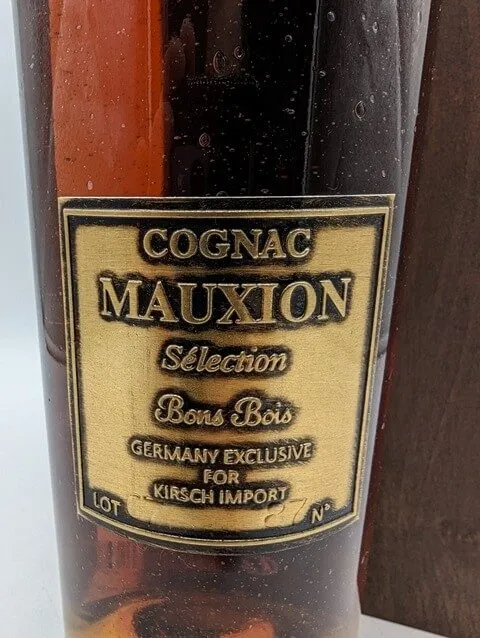 COGNAC
MAUXION
Sélection
Bons Bois
GERMANY EXCLUSIVE
FOR
KIRSCH IMPORT
LOT N°